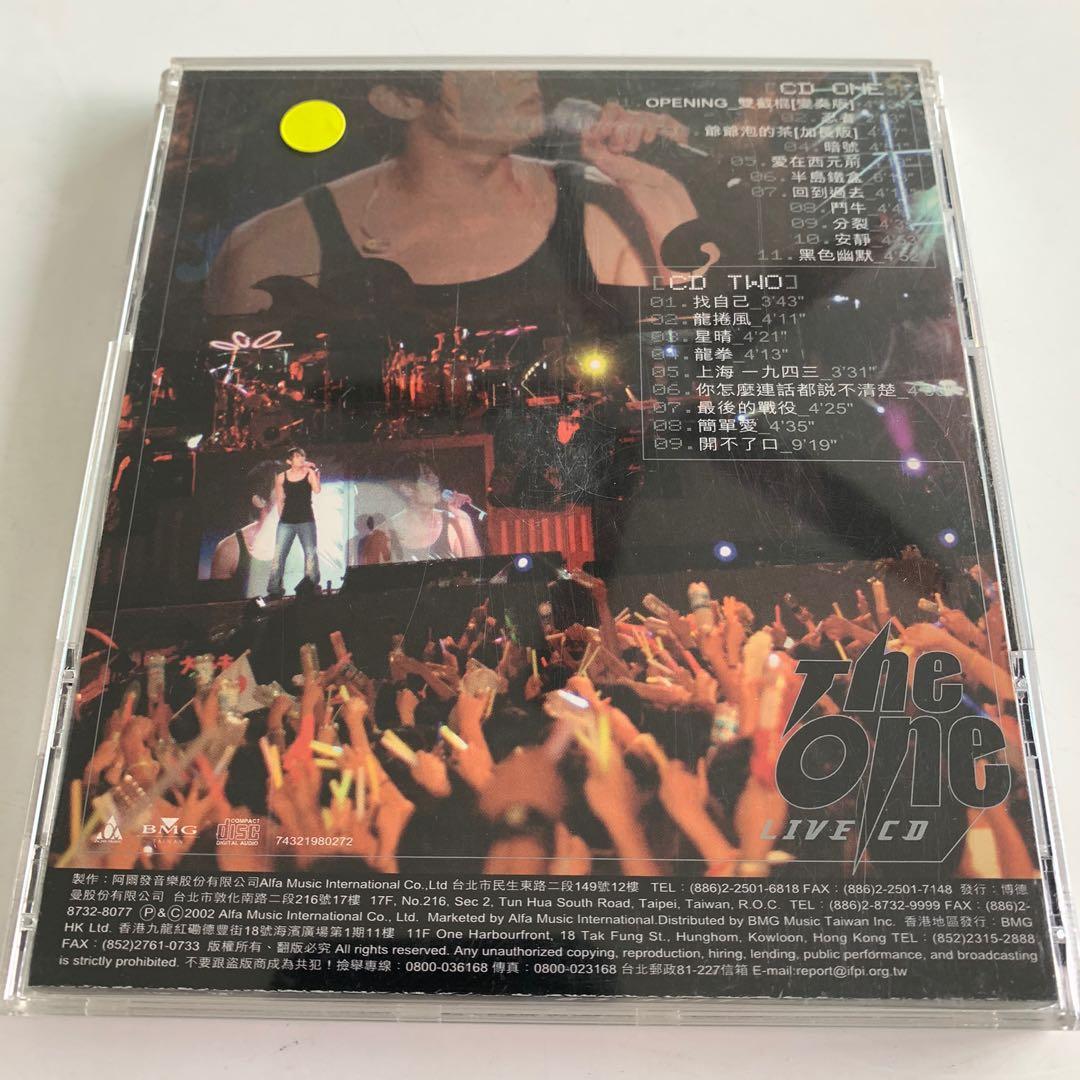 [CD ONE]
OPENING_雙截棍[變奏版]
02.忍者
爺爺泡的茶[加長版]
04.暗號
05.愛在西元前
06.半島鐵盒
07.回到過去
08.鬥牛
09.分裂
10.安靜
11.黑色幽默_4'52
[CD TWO]
01.找自己_3'43"
02.龍捲風_4'11"
03.星晴_4'21"
04.龍拳_4'13"
05.上海 一九四三_3'31"
06.你怎麼連話都說不清楚
07.最後的戰役_4'25"
08.簡單愛_4'35"
09.開不了口_9'19"
The
One
LIVE CD
BMG
TAIWAN
COMPACT
disc
DIGITAL AUDIO
74321980272
製作：阿爾發音樂股份有限公司Alfa Music International Co.,Ltd 台北市民生東路二段149號12樓 TEL：(886)2-2501-6818 FAX：(886)2-2501-7148 發行：博德
曼股份有限公司 台北市敦化南路二段216號17樓 17F, No.216, Sec 2, Tun Hua South Road, Taipei, Taiwan, R.O.C. TEL：(886)2-8732-9999 FAX：(886)2-
8732-8077 Ⓟ&Ⓒ2002 Alfa Music International Co., Ltd. Marketed by Alfa Music International.Distributed by BMG Music Taiwan Inc. 香港地區發行：BMG
HK Ltd. 香港九龍紅磡德豐街18號海濱廣場第1期11樓 11F One Harbourfront, 18 Tak Fung St., Hunghom, Kowloon, Hong Kong TEL：(852)2315-2888
FAX：(852)2761-0733 版權所有、翻版必究 All rights reserved. Any unauthorized copying, reproduction, hiring, lending, public performance, and broadcasting
is strictly prohibited. 不要跟盜版商成為共犯！撿舉專線：0800-036168 傳真：0800-023168 台北郵政81-227信箱 E-mail:report@ifpi.org.tw